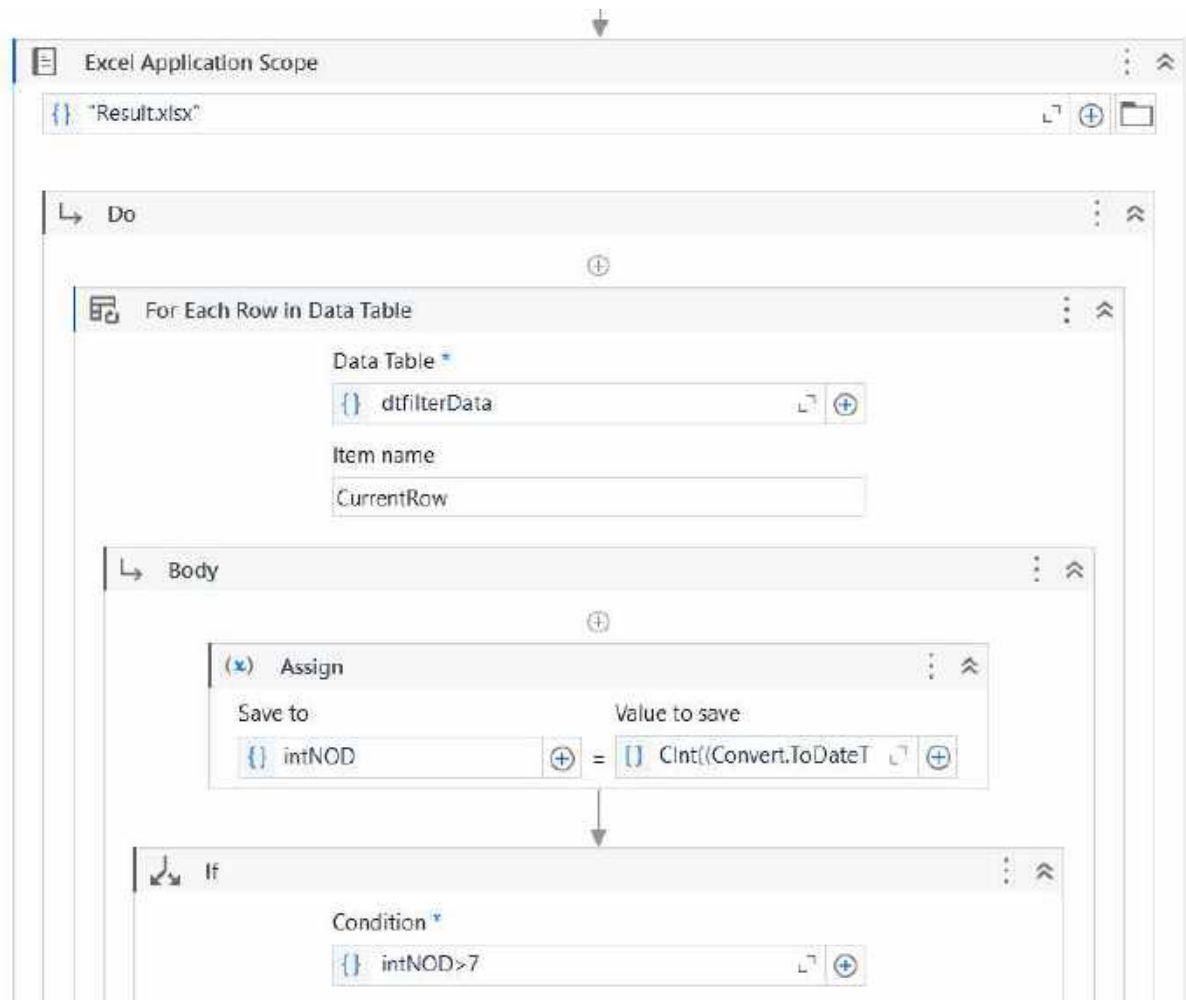 Excel Application Scope
{} "Result.xlsx"
Do
For Each Row in Data Table
Data Table *
{} dtfilterData
Item name
CurrentRow
Body
(x) Assign
Save to Value to save
{} intNOD = [] CInt((Convert.ToDateT
If
Condition *
{} intNOD>7